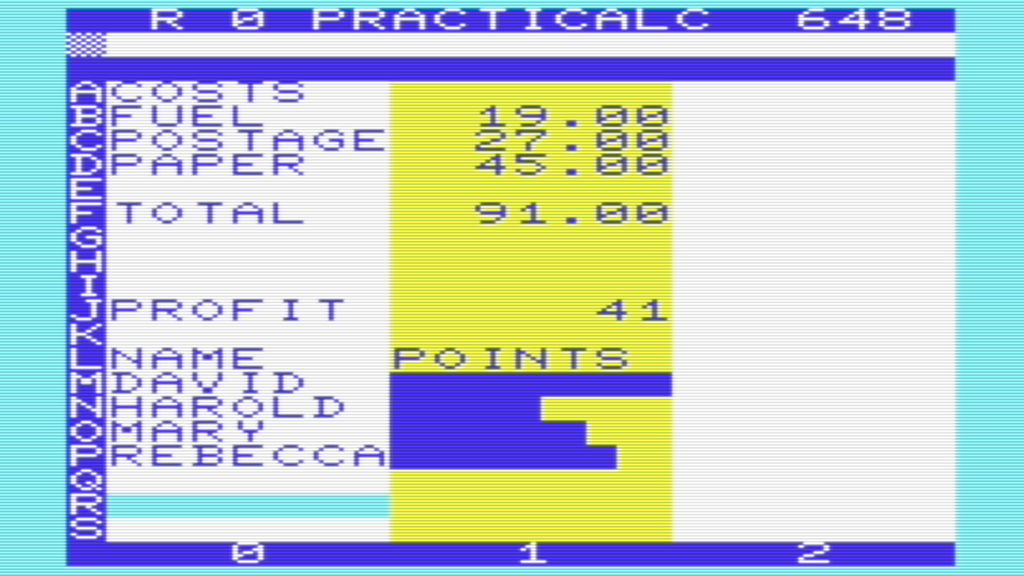 R 0 PRACTICALC 648
A COSTS
B FUEL 19.00
C POSTAGE 27.00
D PAPER 45.00
E
F TOTAL 91.00
G
H
I
J PROFIT 41
K
L NAME POINTS
M DAVID
N HAROLD
O MARY
P REBECCA
Q
R
S
0 1 2